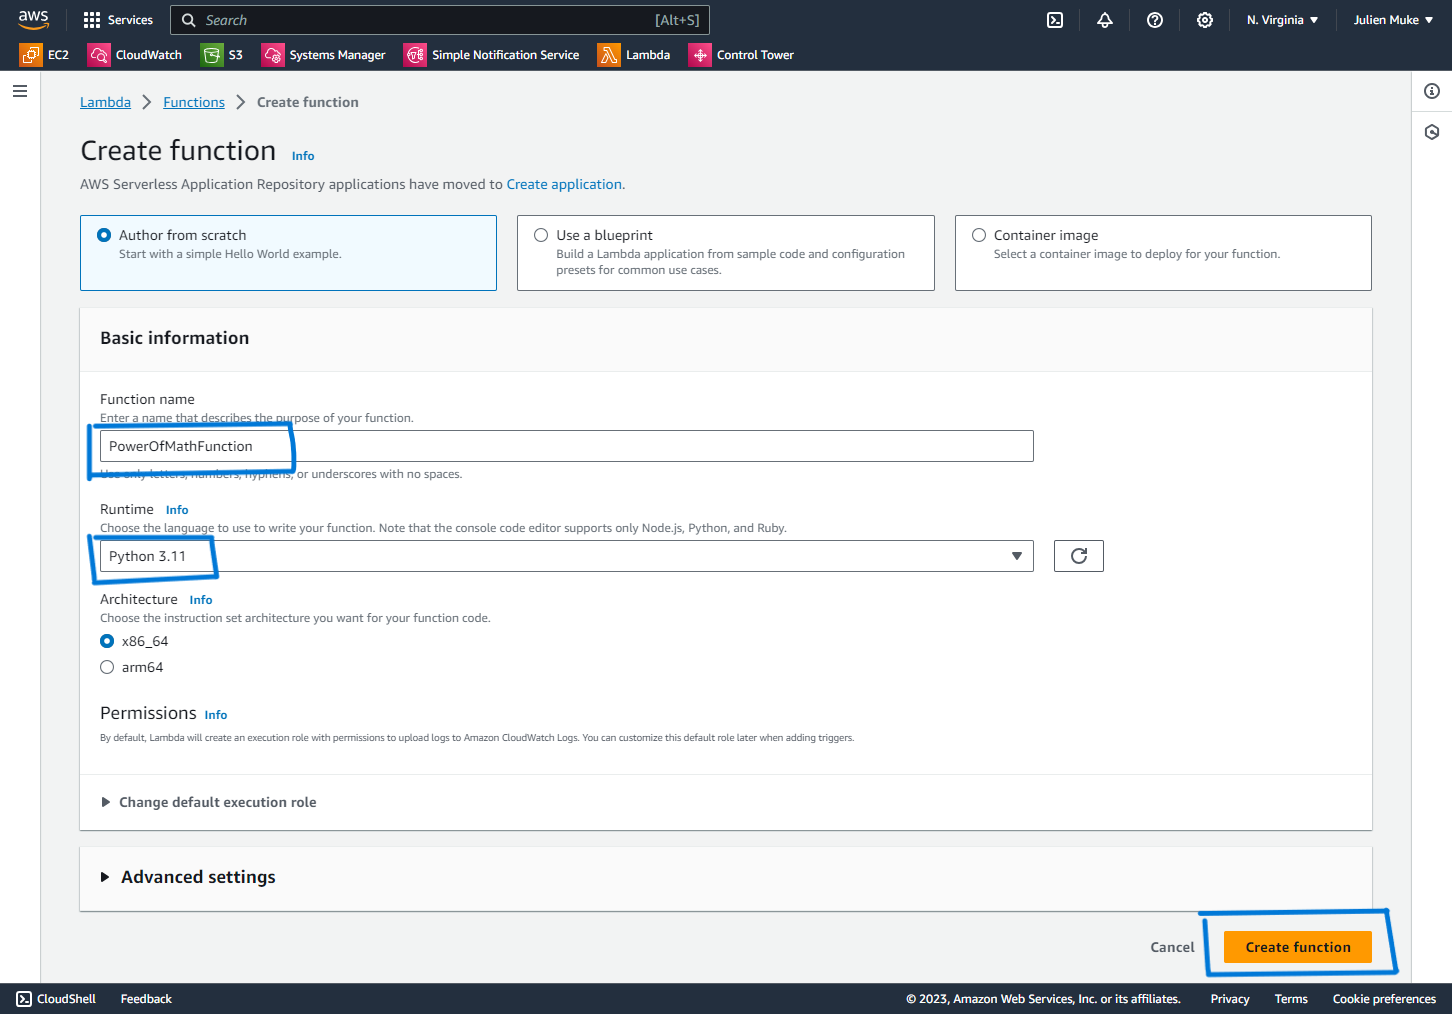 aws Services Search [Alt+S] N. Virginia Julien Muke
EC2 CloudWatch S3 Systems Manager Simple Notification Service Lambda Control Tower
Lambda Functions Create function
Create function Info
AWS Serverless Application Repository applications have moved to Create application.
Author from scratch
Start with a simple Hello World example.
Use a blueprint
Build a Lambda application from sample code and configuration
presets for common use cases.
Container image
Select a container image to deploy for your function.
Basic information
Function name
Enter a name that describes the purpose of your function.
PowerOfMathFunction
Use only letters, numbers, hyphens, or underscores with no spaces.
Runtime Info
Choose the language to use to write your function. Note that the console code editor supports only Node.js, Python, and Ruby.
Python 3.11
Architecture Info
Choose the instruction set architecture you want for your function code.
x86_64
arm64
Permissions Info
By default, Lambda will create an execution role with permissions to upload logs to Amazon CloudWatch Logs. You can customize this default role later when adding triggers.
Change default execution role
Advanced settings
Cancel Create function
CloudShell Feedback © 2023, Amazon Web Services, Inc. or its affiliates. Privacy Terms Cookie preferences